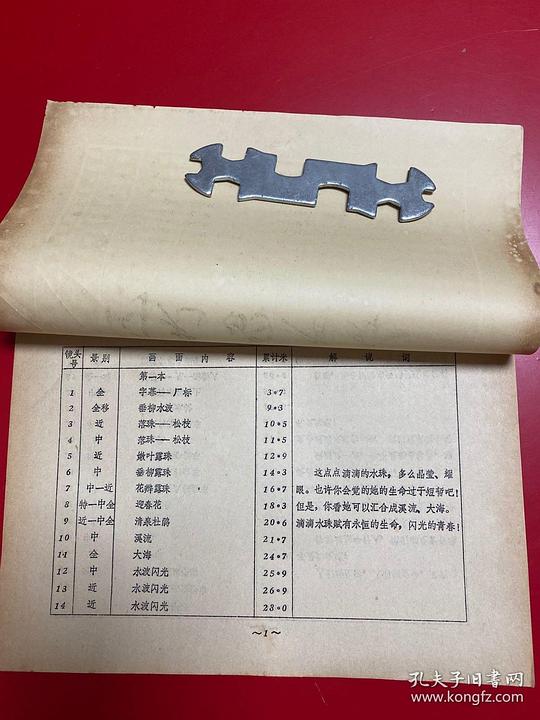 镜头号 景别 画面内容 累计米 解说词
第一本
1 全 字幕——厂标 3·7
2 全移 垂柳水波 9·3
3 近 落珠——松枝 10·5
4 中 落珠——松枝 11·5
5 近 嫩叶露珠 12·9
6 中 垂柳露珠 14·3 这点点滴滴的水珠，多么晶莹、耀
7 中—近 花瓣露珠 16·7 眼。也许你会觉的她的生命过于短暂吧！
8 特—中全 迎春花 18·3 但是，你看她可以汇合成溪流、大海。
9 近—中全 清泉杜鹃 20·6 滴滴水珠赋有永恒的生命，闪光的青春！
10 中 溪流 21·7
11 全 大海 24·7
12 中 水波闪光 25·9
13 近 水波闪光 26·9
14 近 水波闪光 28·0
～1～
孔夫子旧书网
www.kongfz.com